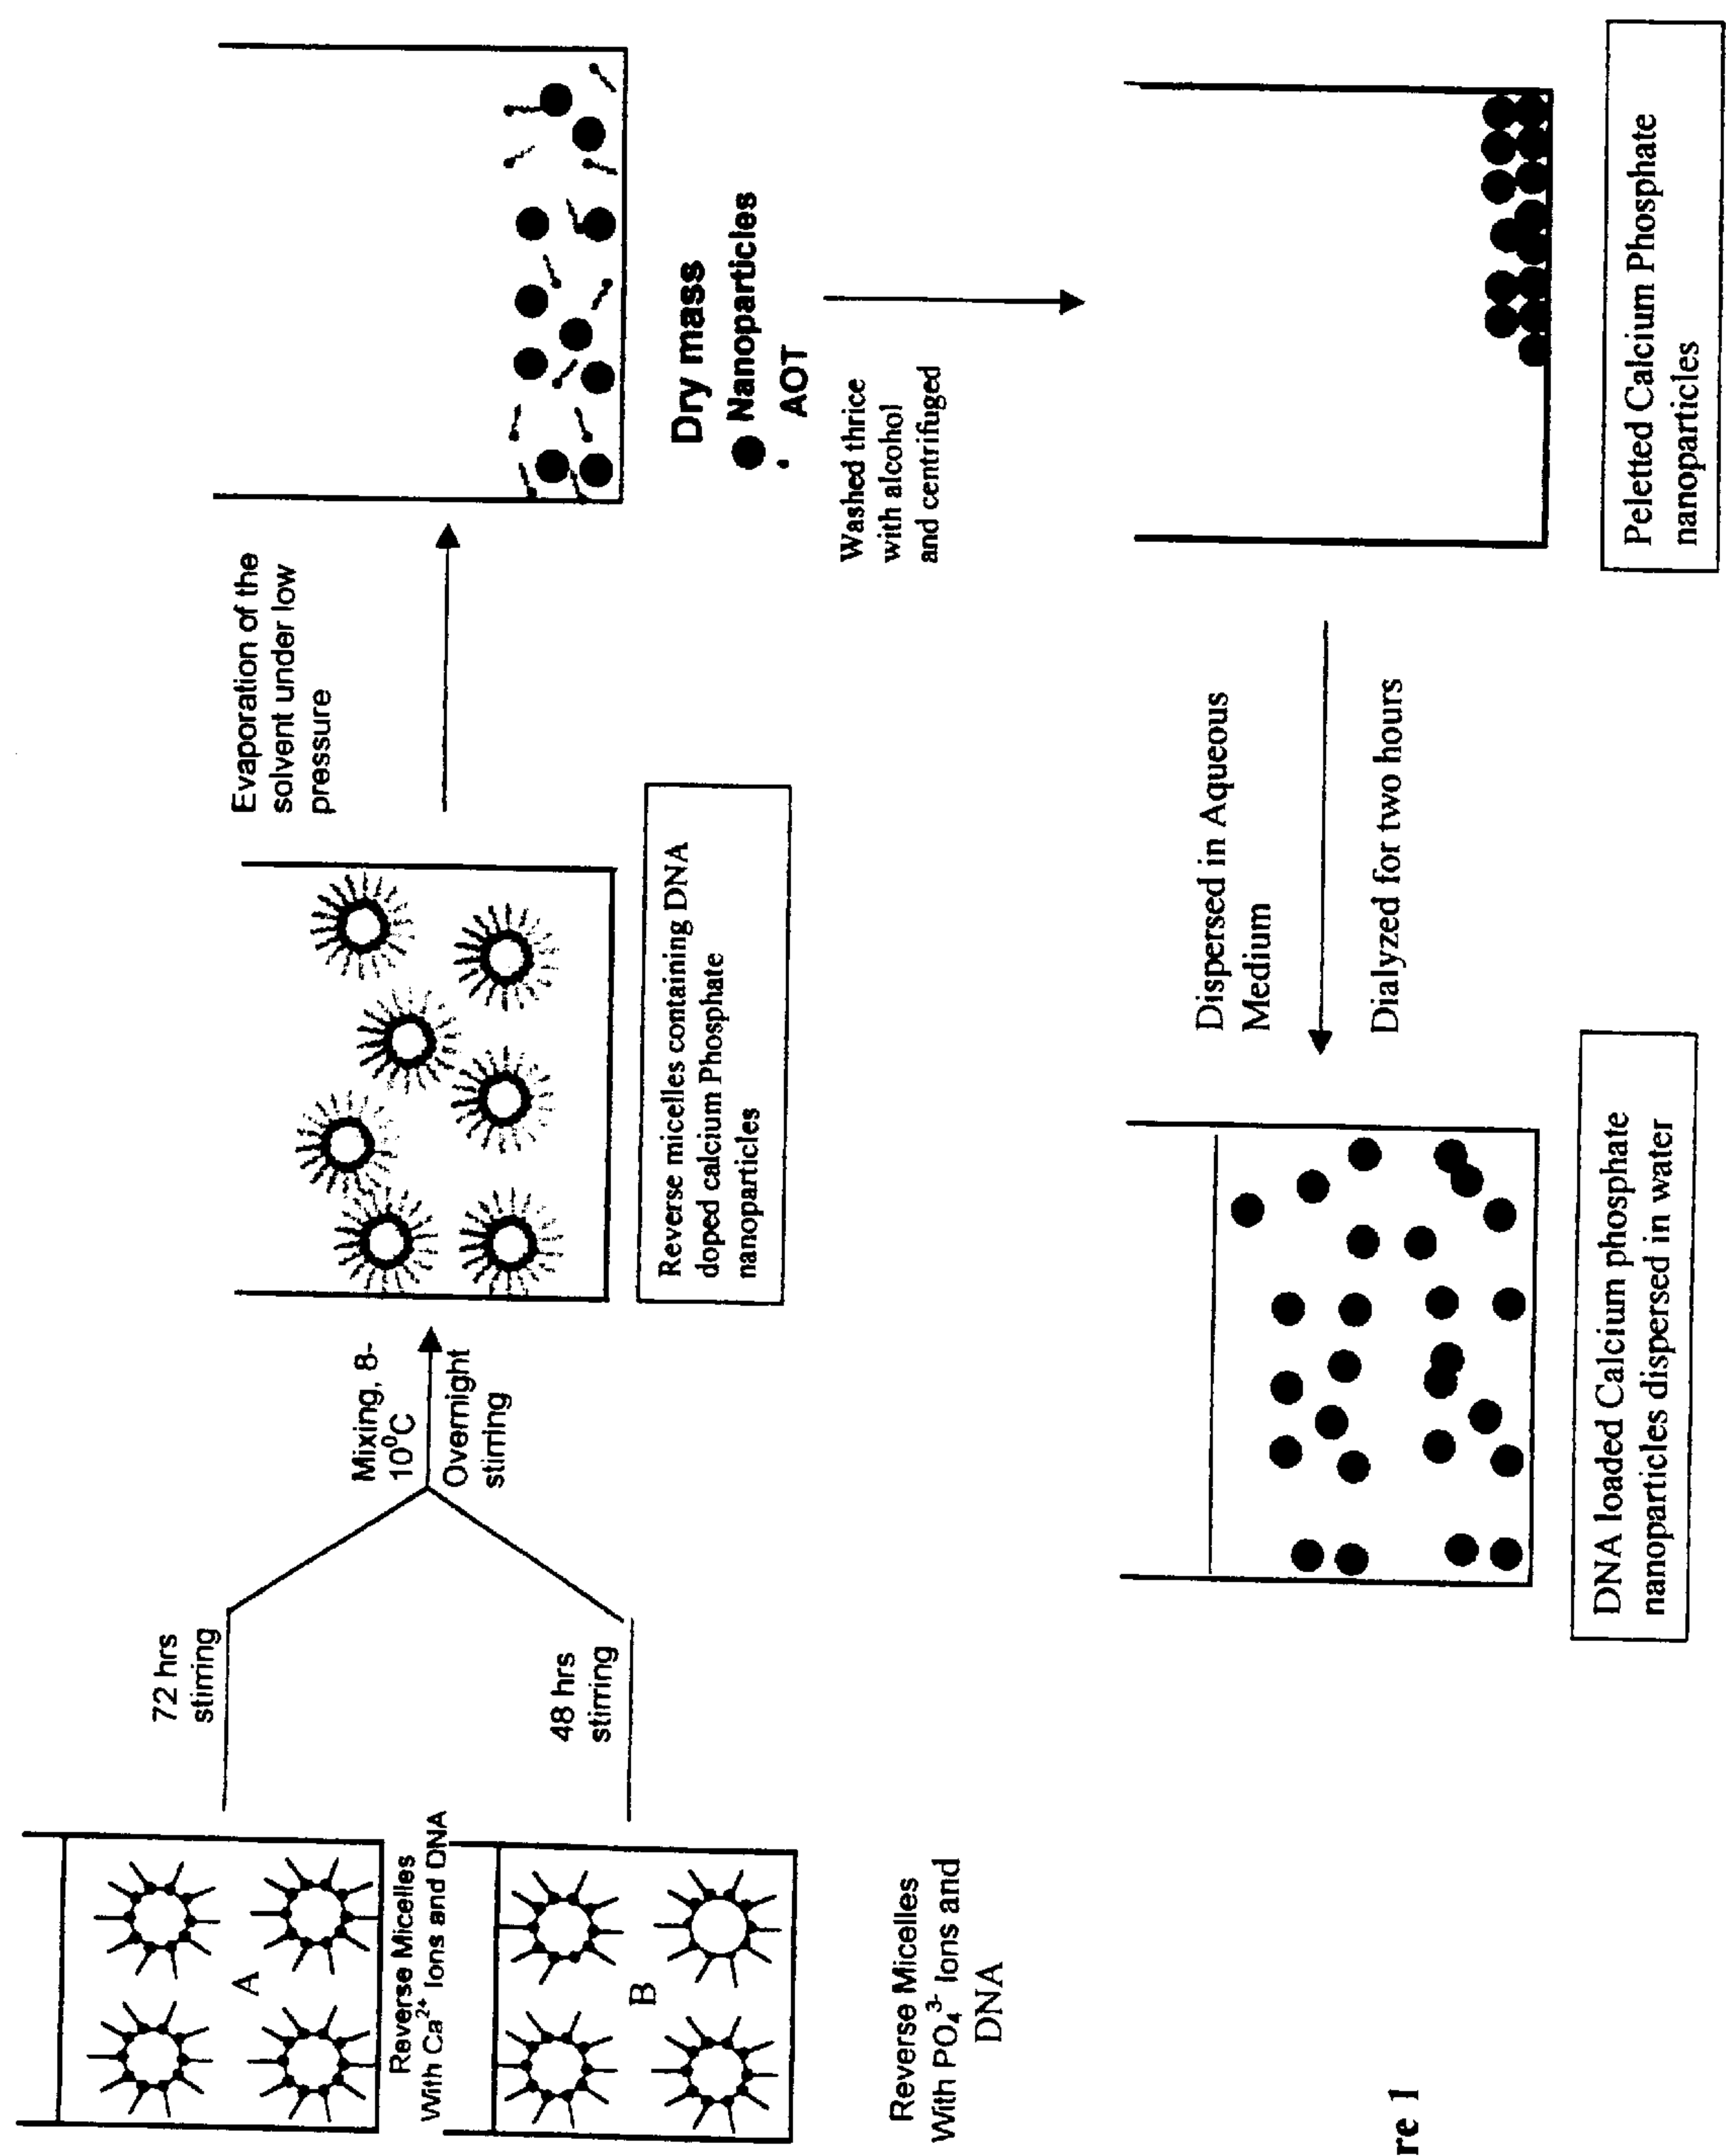 72 hrs
stirring
A
Reverse Micelles
With Ca²⁺ Ions and DNA
48 hrs
stirring
B
Reverse Micelles
With PO₄³⁻ Ions and
DNA
Mixing, 8-
10⁰C
Overnight
stirring
Reverse micelles containing DNA
doped calcium Phosphate
nanoparticles
Evaporation of the
solvent under low
pressure
Dry mass
Nanoparticles
AOT
Washed thrice
with alcohol
and centrifuged
Peletted Calcium Phosphate
nanoparticles
Dispersed in Aqueous
Medium
Dialyzed for two hours
DNA loaded Calcium phosphate
nanoparticles dispersed in water
re 1